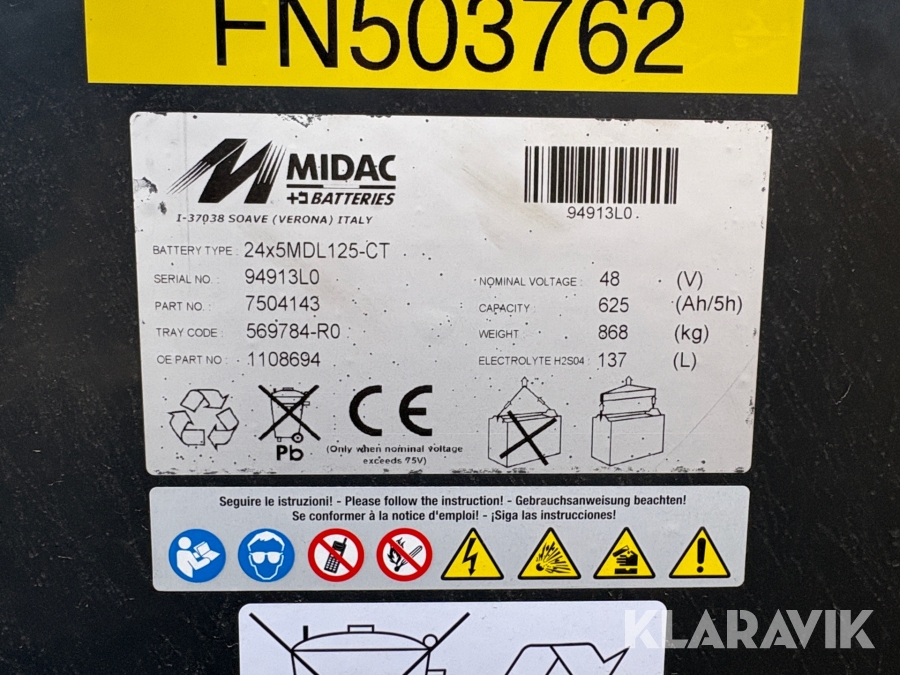 FN503762
MIDAC
BATTERIES
I-37038 SOAVE (VERONA) ITALY
94913L0
BATTERY TYPE : 24x5MDL125-CT
SERIAL NO. 94913L0
PART NO. : 7504143
TRAY CODE : 569784-R0
OE PART NO : 1108694
NOMINAL VOLTAGE : 48 (V)
CAPACITY : 625 (Ah/5h)
WEIGHT : 868 (kg)
ELECTROLYTE H2S04 : 137 (L)
Pb
CE
(Only when nominal voltage
exceeds 75V)
Seguire le istruzioni! - Please follow the instruction! - Gebrauchsanweisung beachten!
Se conformer à la notice d'emploi! - ¡Siga las instrucciones!
KLARAVIK